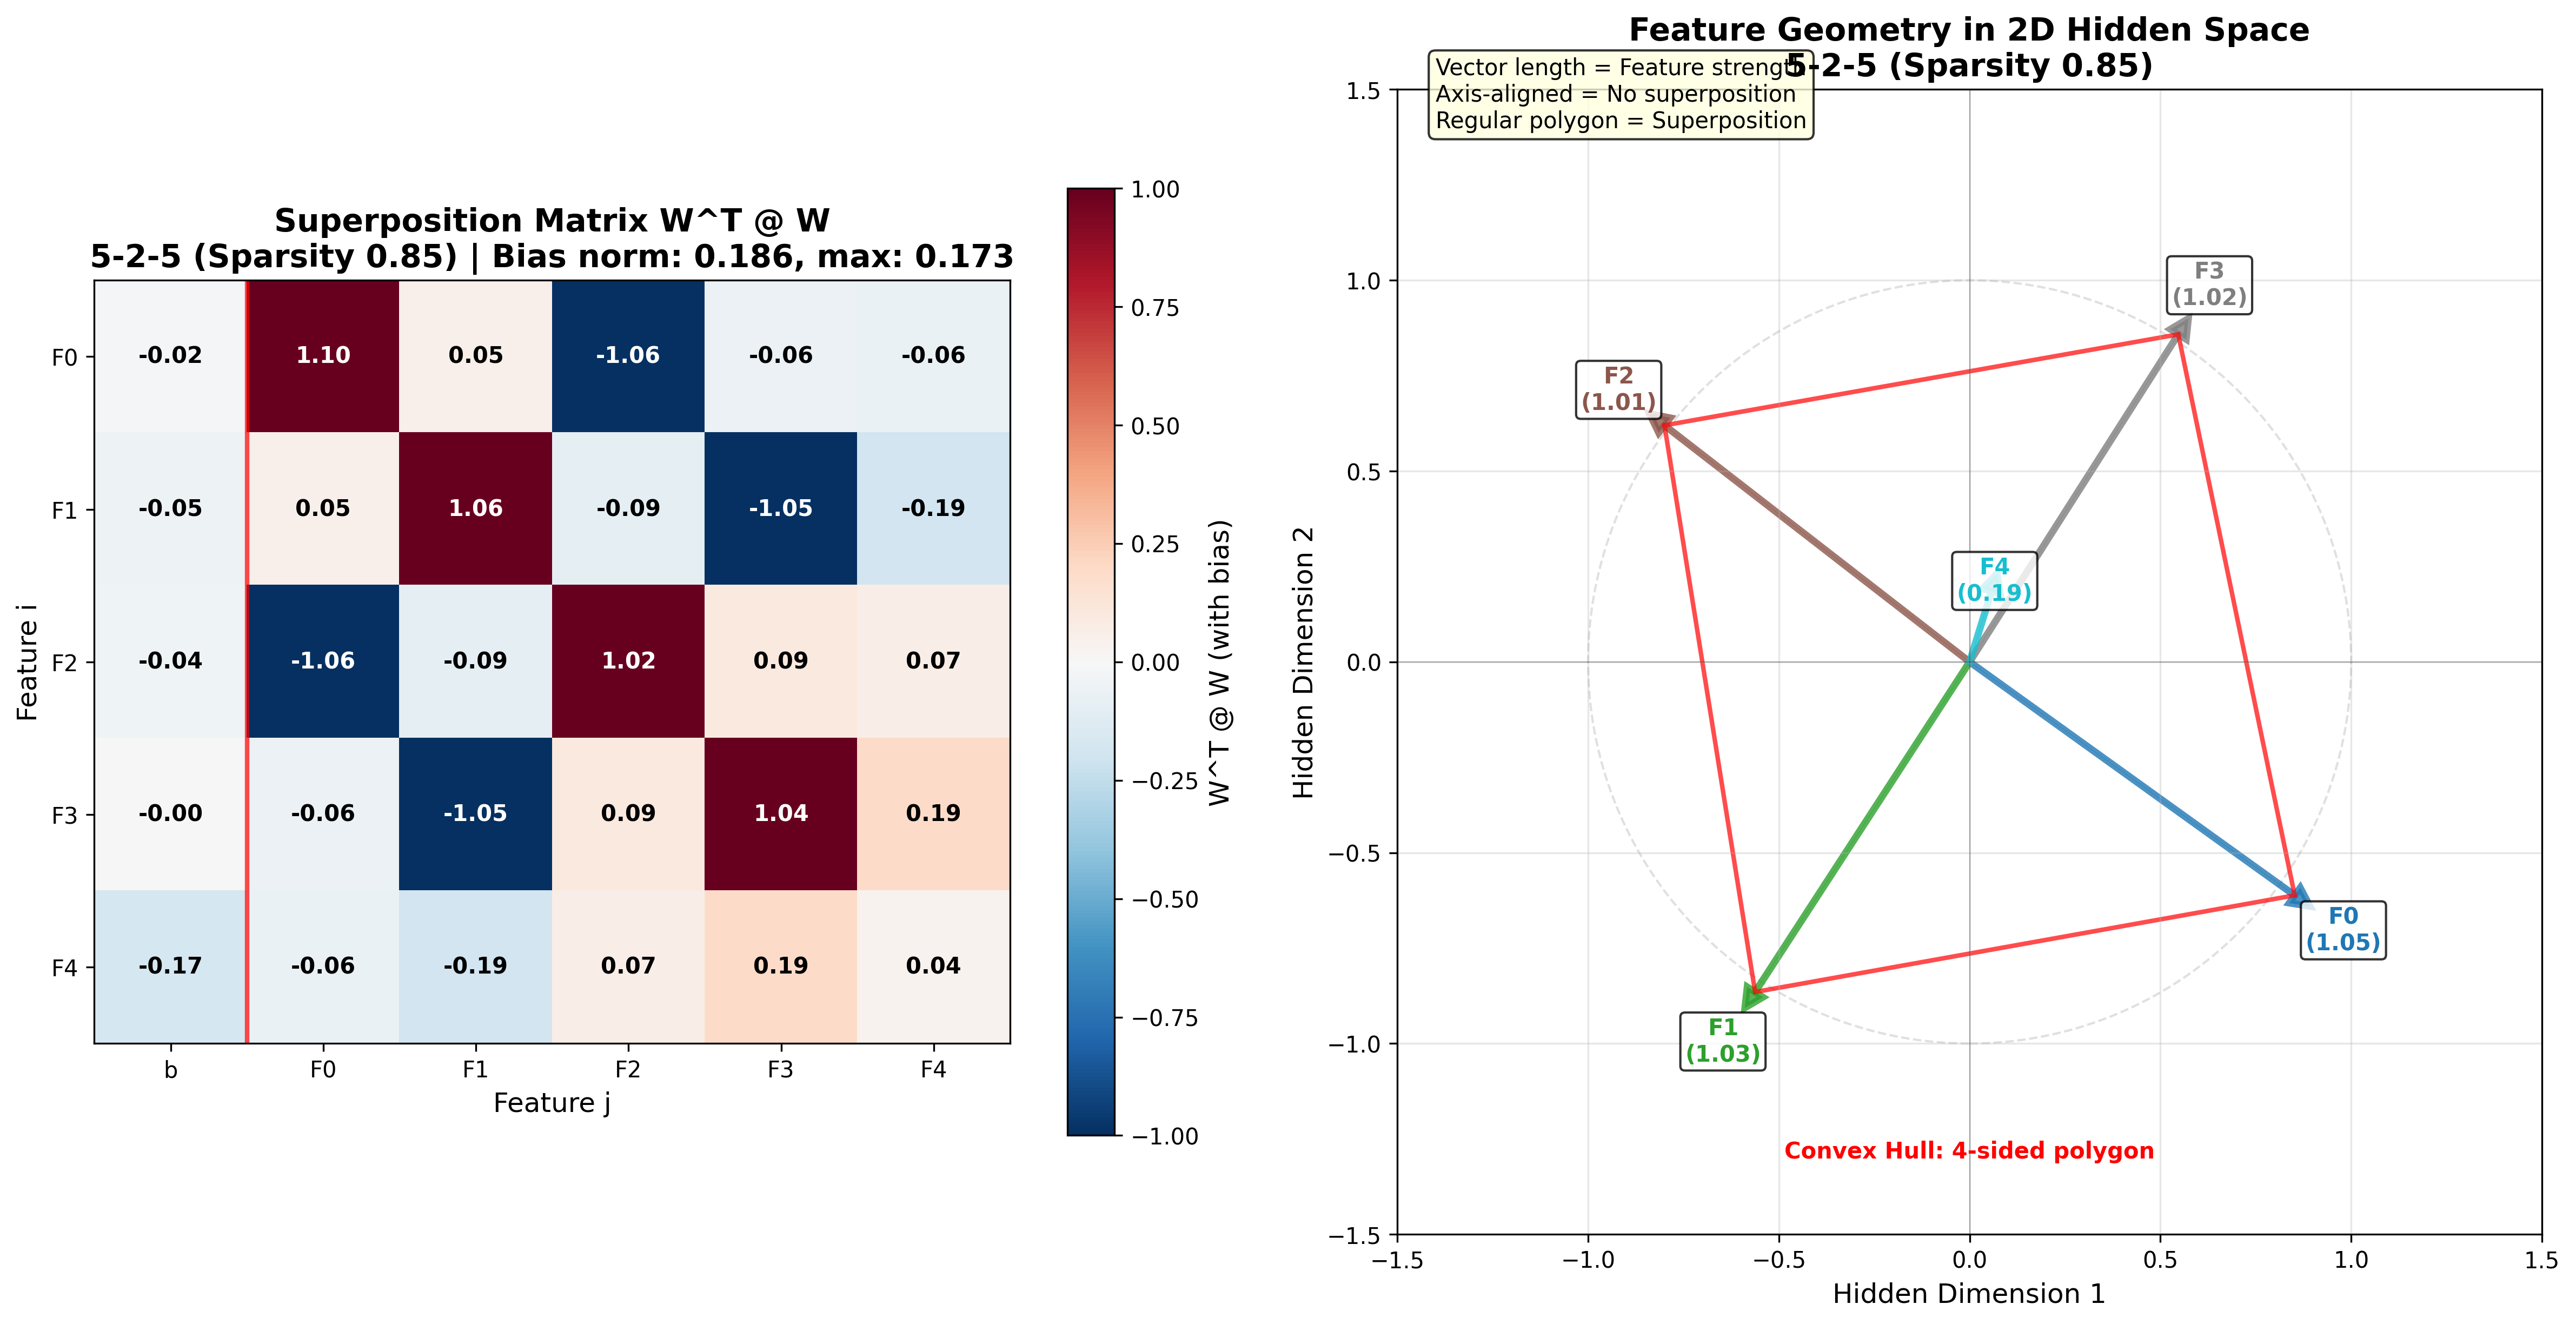 Superposition Matrix W^T @ W
5-2-5 (Sparsity 0.85) | Bias norm: 0.186, max: 0.173
F0
-0.02 1.10 0.05 -1.06 -0.06 -0.06
F1
-0.05 0.05 1.06 -0.09 -1.05 -0.19
F2
-0.04 -1.06 -0.09 1.02 0.09 0.07
F3
-0.00 -0.06 -1.05 0.09 1.04 0.19
F4
-0.17 -0.06 -0.19 0.07 0.19 0.04
Feature i
b F0 F1 F2 F3 F4
Feature j
1.00
0.75
0.50
0.25
0.00
−0.25
−0.50
−0.75
−1.00
W^T @ W (with bias)
Feature Geometry in 2D Hidden Space
5-2-5 (Sparsity 0.85)
Vector length = Feature strength
Axis-aligned = No superposition
Regular polygon = Superposition
1.5
1.0
0.5
0.0
−0.5
−1.0
−1.5
Hidden Dimension 2
F3
(1.02)
F2
(1.01)
F4
(0.19)
F0
(1.05)
F1
(1.03)
Convex Hull: 4-sided polygon
−1.5 −1.0 −0.5 0.0 0.5 1.0 1.5
Hidden Dimension 1